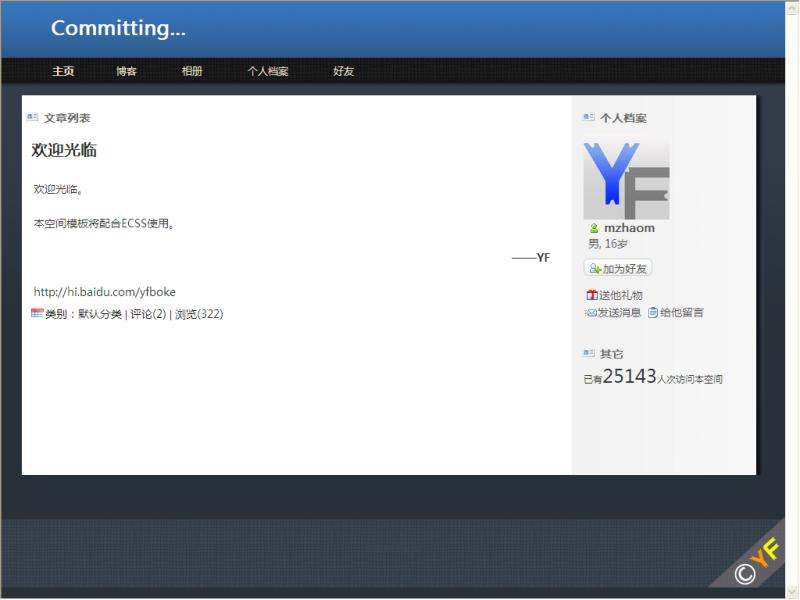 Committing...
主页 博客 相册 个人档案 好友
文章列表
欢迎光临
欢迎光临。
本空间模板将配合ECSS使用。
——YF
http://hi.baidu.com/yfboke
类别：默认分类 | 评论(2) | 浏览(322)
个人档案
YF
mzhaom
男, 16岁
加为好友
送他礼物
发送消息 给他留言
其它
已有25143人次访问本空间
© YF